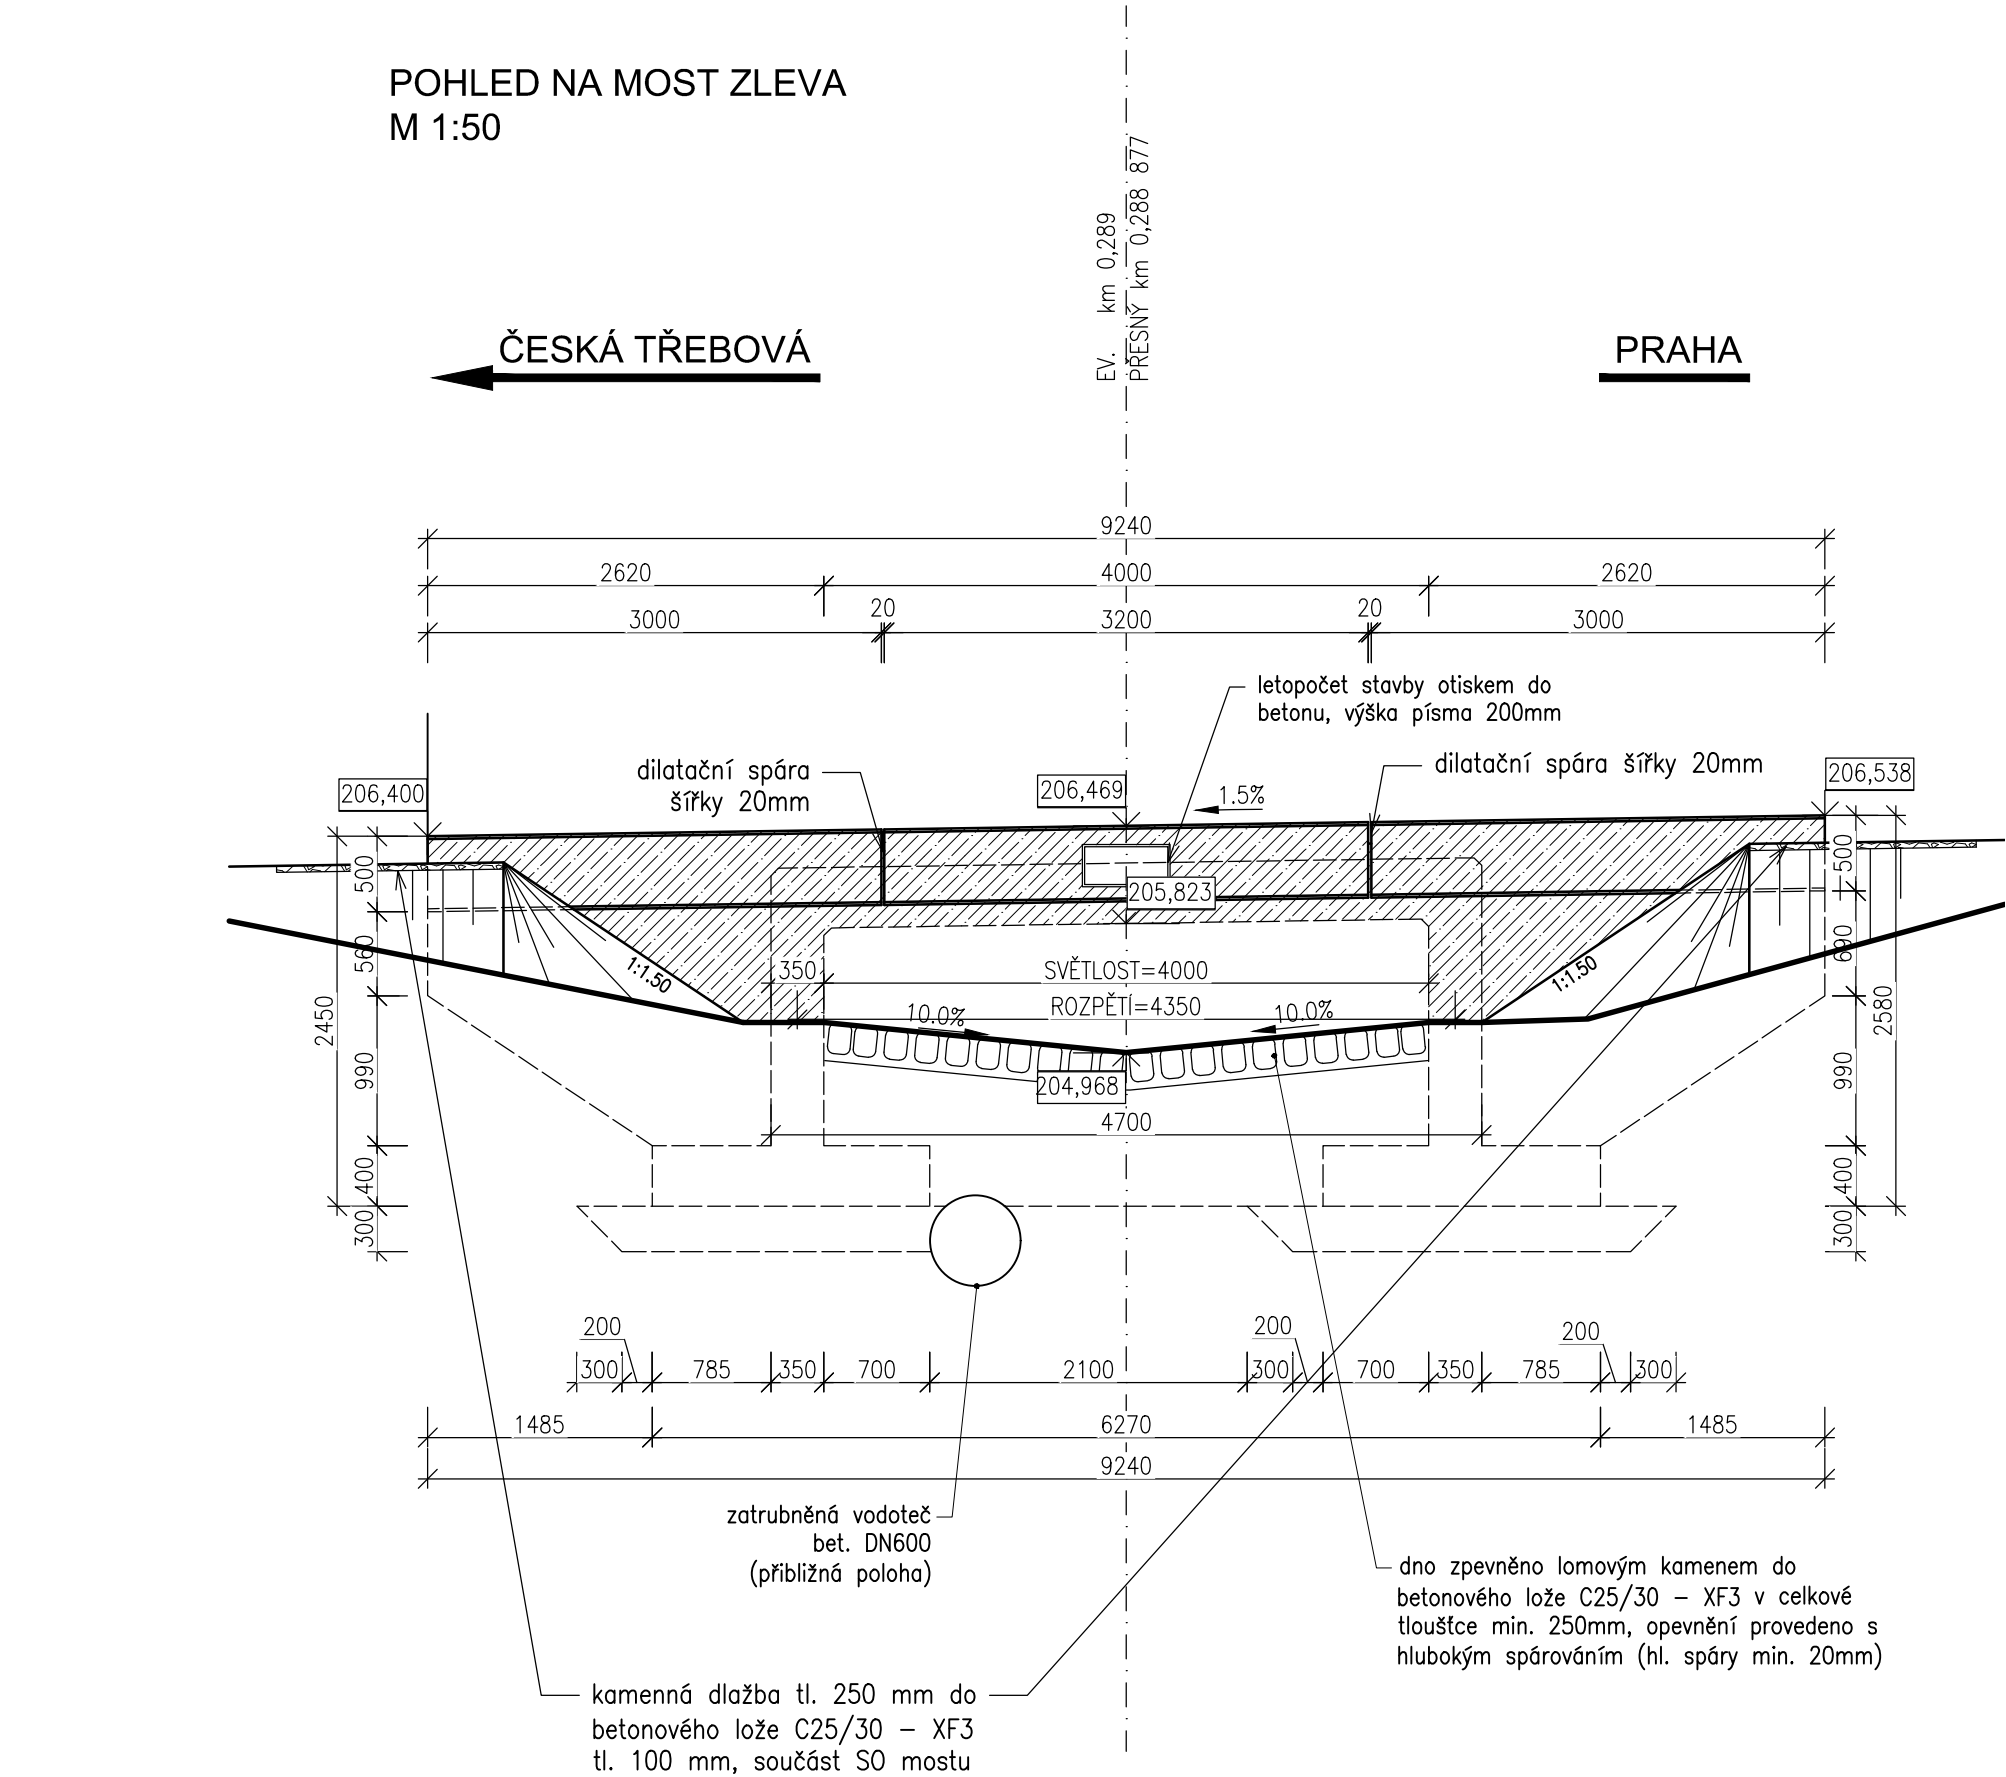 POHLED NA MOST ZLEVA
M 1:50
EV. km 0,289
PŘESNÝ km 0,288 877
ČESKÁ TŘEBOVÁ
PRAHA
9240
2620
4000
2620
3000
20
3200
20
3000
letopočet stavby otiskem do
betonu, výška písma 200mm
dilatační spára
šířky 20mm
dilatační spára šířky 20mm
206,400
206,469
1.5%
206,538
205,823
500
560
2450
990
400
300
500
690
2580
990
400
300
1:1.50
1:1.50
350
SVĚTLOST=4000
ROZPĚTÍ=4350
10.0%
10.0%
204,968
4700
200
200
200
300
785
350
700
2100
300
700
350
785
300
1485
6270
1485
9240
zatrubněná vodoteč
bet. DN600
(přibližná poloha)
dno zpevněno lomovým kamenem do
betonového lože C25/30 – XF3 v celkové
tloušťce min. 250mm, opevnění provedeno s
hlubokým spárováním (hl. spáry min. 20mm)
kamenná dlažba tl. 250 mm do
betonového lože C25/30 – XF3
tl. 100 mm, součást SO mostu